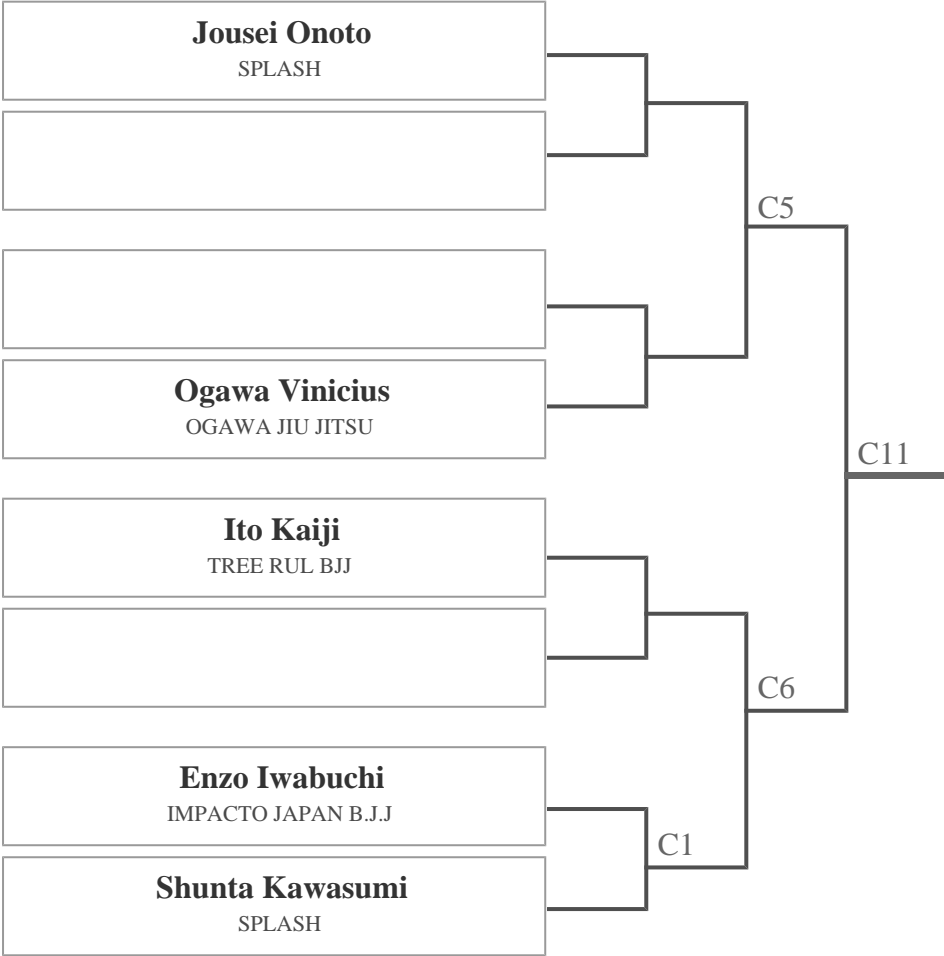 Jousei Onoto
SPLASH
C5
Ogawa Vinicius
OGAWA JIU JITSU
C11
Ito Kaiji
TREE RUL BJJ
C6
Enzo Iwabuchi
IMPACTO JAPAN B.J.J
C1
Shunta Kawasumi
SPLASH